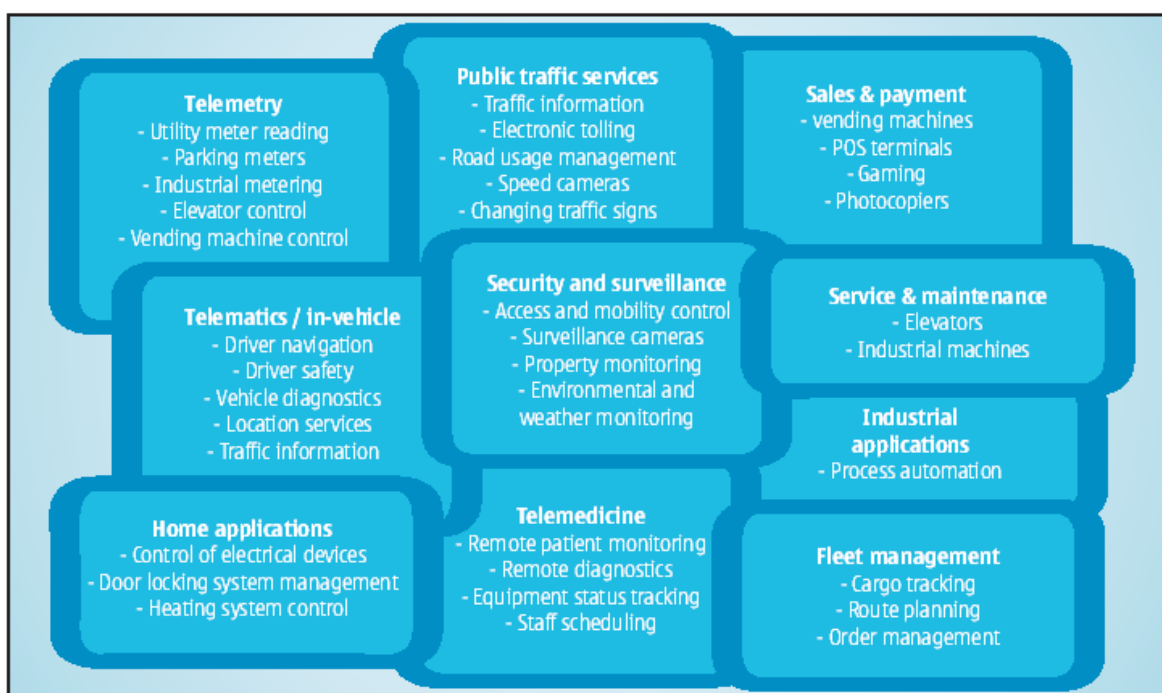 Telemetry
- Utility meter reading
- Parking meters
- Industrial metering
- Elevator control
- Vending machine control
Public traffic services
- Traffic information
- Electronic tolling
- Road usage management
- Speed cameras
- Changing traffic signs
Sales & payment
- vending machines
- POS terminals
- Gaming
- Photocopiers
Telematics / in-vehicle
- Driver navigation
- Driver safety
- Vehicle diagnostics
- Location services
- Traffic information
Security and surveillance
- Access and mobility control
- Surveillance cameras
- Property monitoring
- Environmental and
weather monitoring
Service & maintenance
- Elevators
- Industrial machines
Industrial
applications
- Process automation
Home applications
- Control of electrical devices
- Door locking system management
- Heating system control
Telemedicine
- Remote patient monitoring
- Remote diagnostics
- Equipment status tracking
- Staff scheduling
Fleet management
- Cargo tracking
- Route planning
- Order management